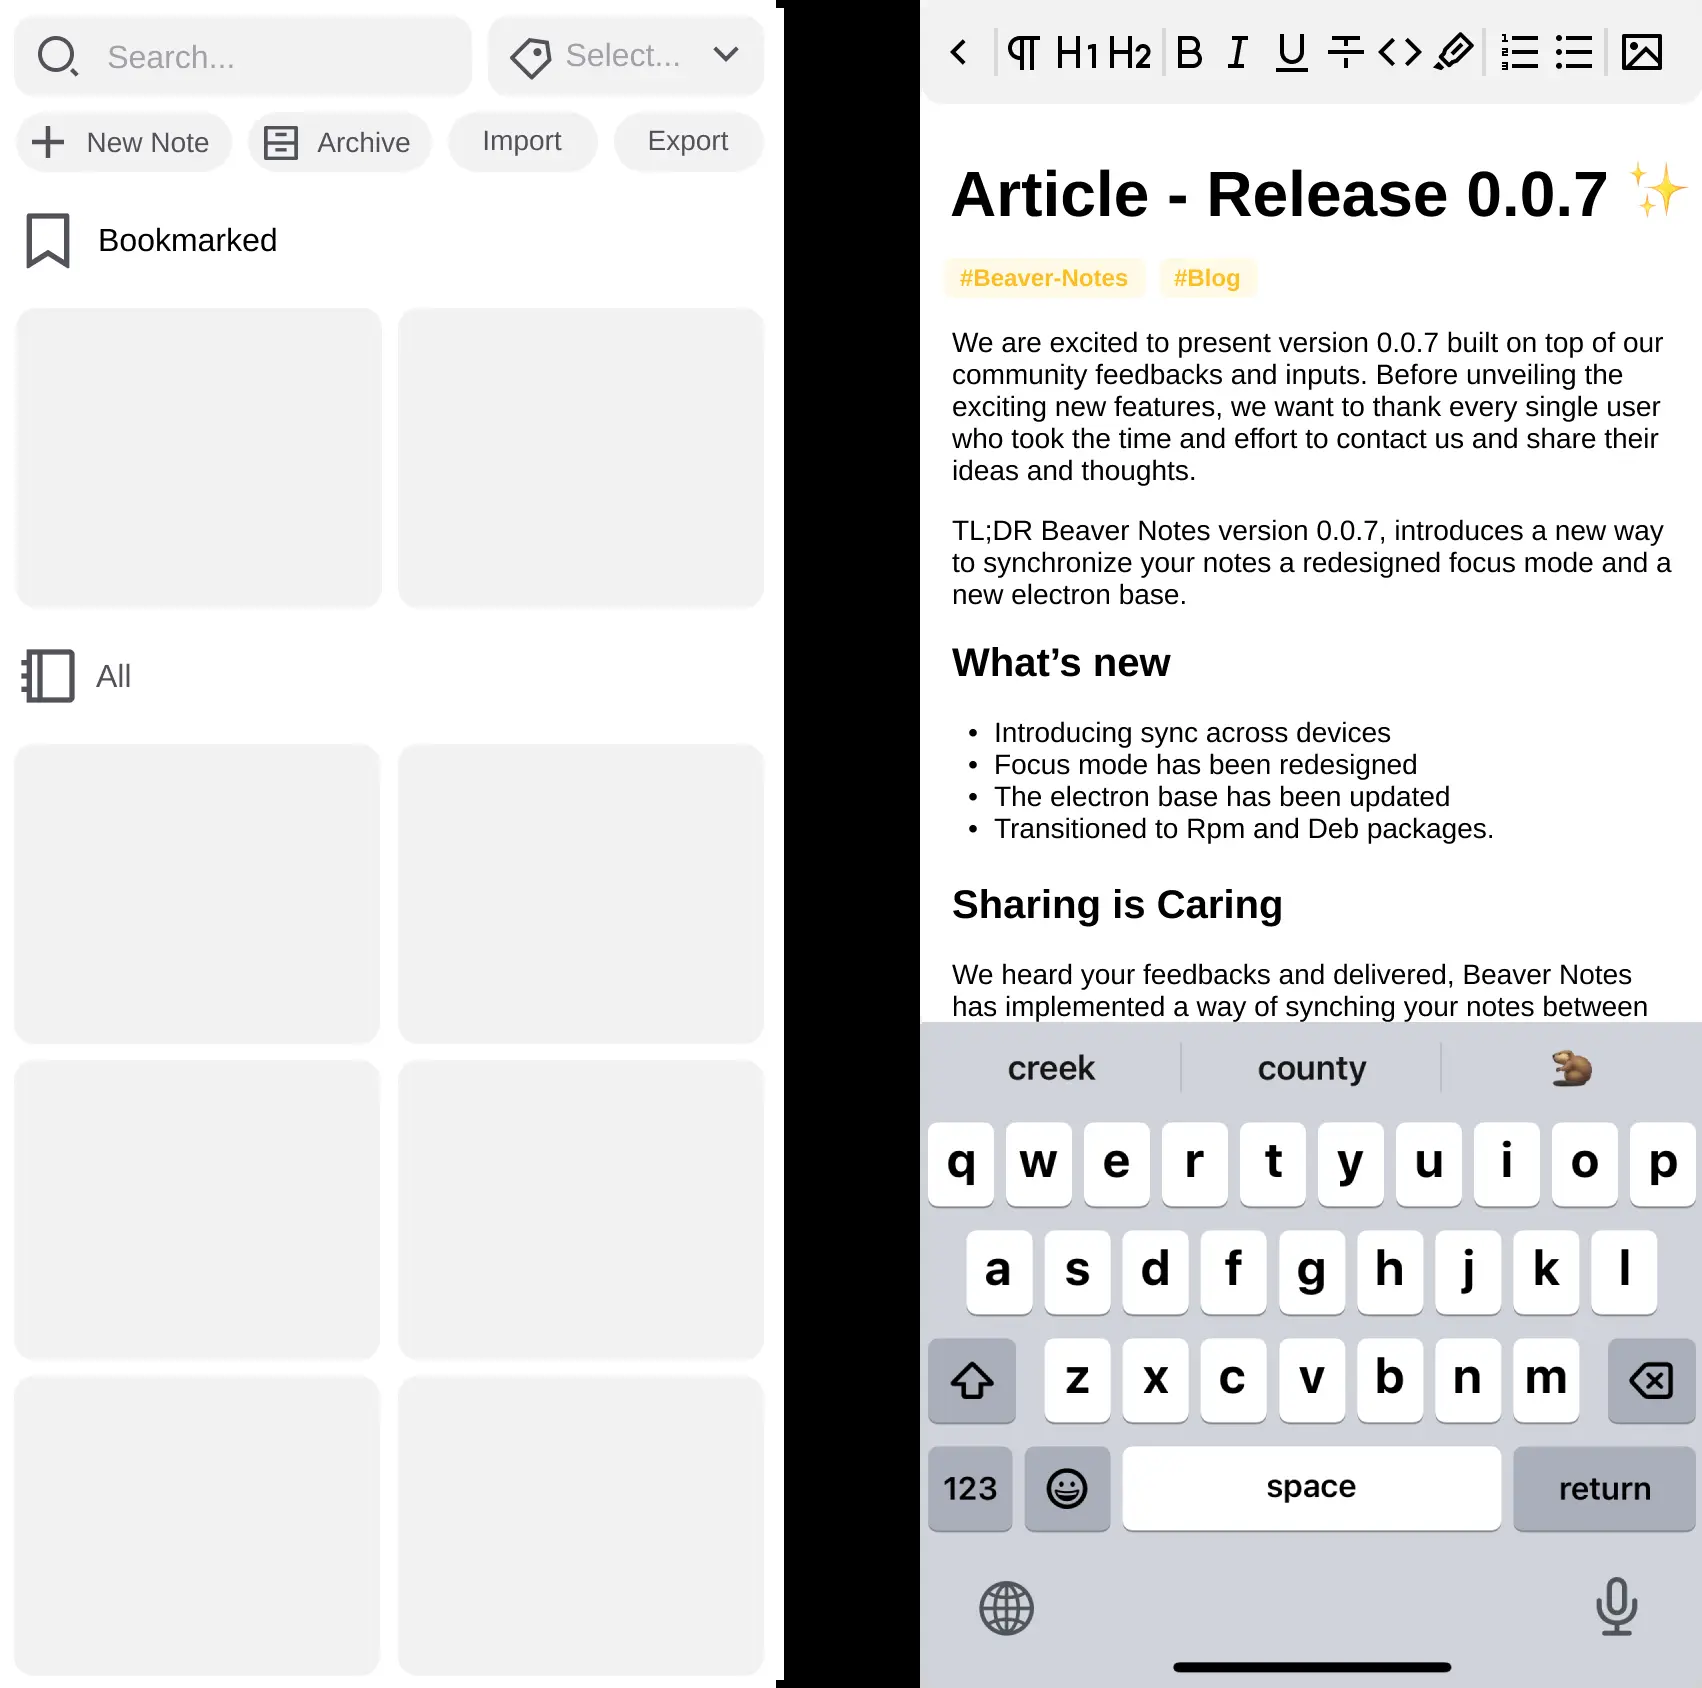 Search...
Select...
New Note
Archive
Import
Export
Bookmarked
All
H1 H2 B I U
Article - Release 0.0.7 ✨
#Beaver-Notes
#Blog
We are excited to present version 0.0.7 built on top of our
community feedbacks and inputs. Before unveiling the
exciting new features, we want to thank every single user
who took the time and effort to contact us and share their
ideas and thoughts.
TL;DR Beaver Notes version 0.0.7, introduces a new way
to synchronize your notes a redesigned focus mode and a
new electron base.
What’s new
• Introducing sync across devices
• Focus mode has been redesigned
• The electron base has been updated
• Transitioned to Rpm and Deb packages.
Sharing is Caring
We heard your feedbacks and delivered, Beaver Notes
has implemented a way of synching your notes between
creek county 🦫
q w e r t y u i o p
a s d f g h j k l
z x c v b n m
123 space return